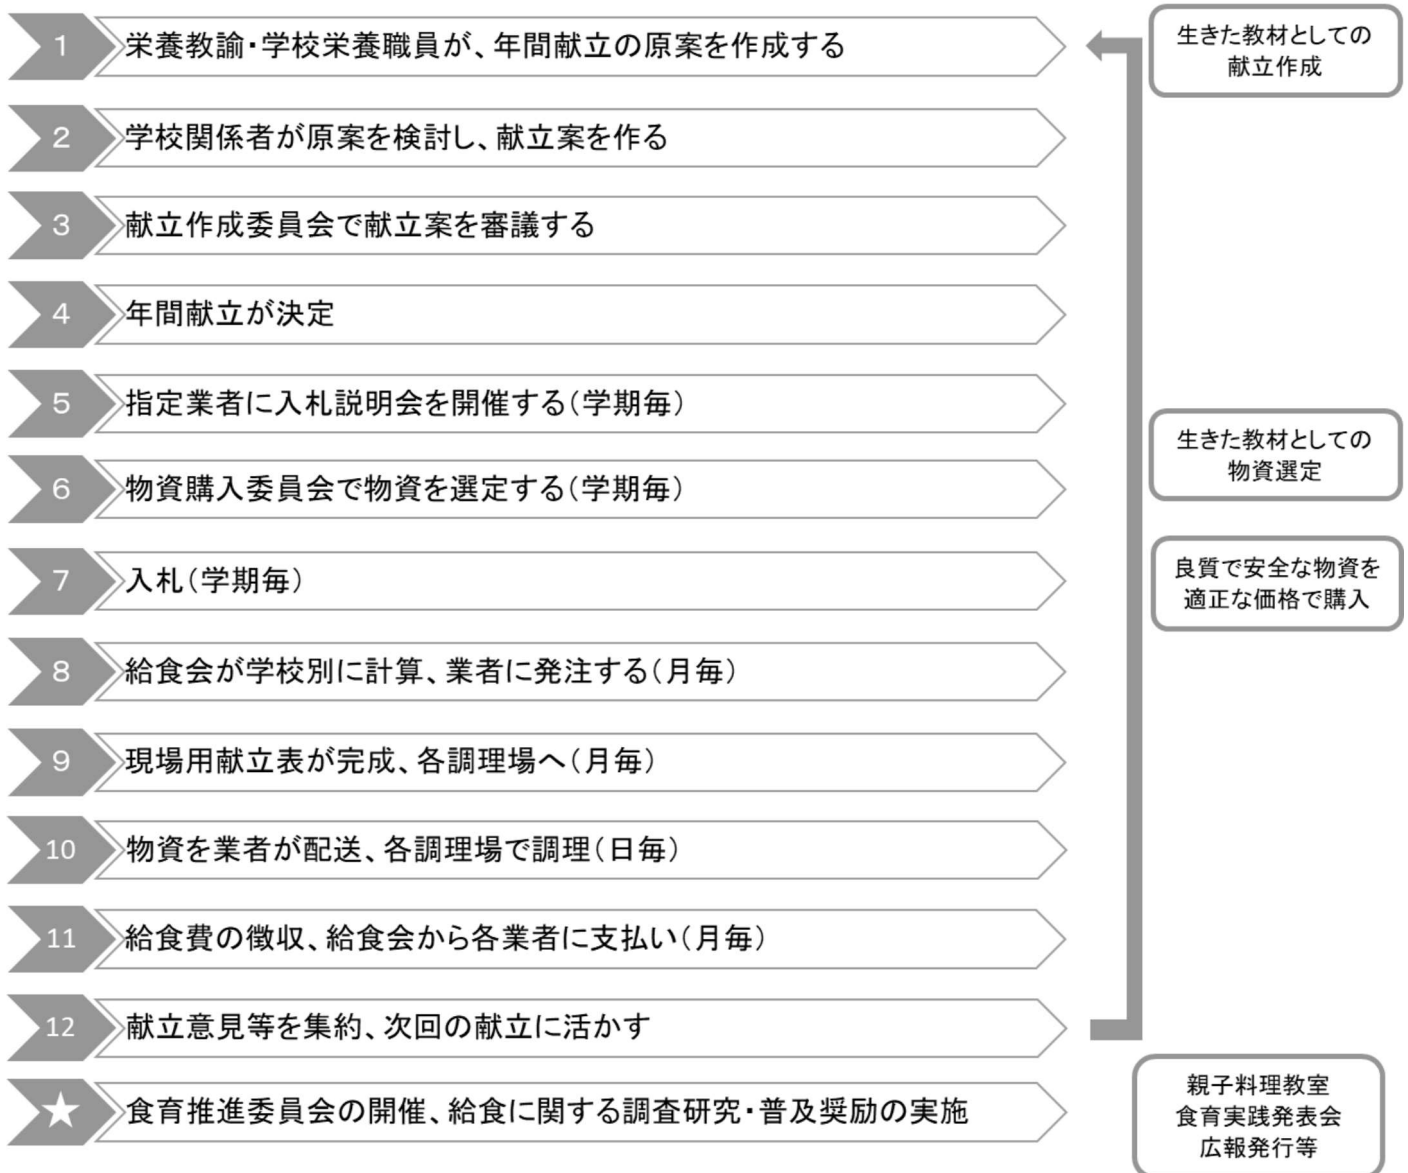 1 栄養教諭・学校栄養職員が、年間献立の原案を作成する
生きた教材としての
献立作成
2 学校関係者が原案を検討し、献立案を作る
3 献立作成委員会で献立案を審議する
4 年間献立が決定
5 指定業者に入札説明会を開催する(学期毎)
生きた教材としての
物資選定
6 物資購入委員会で物資を選定する(学期毎)
7 入札(学期毎)
良質で安全な物資を
適正な価格で購入
8 給食会が学校別に計算、業者に発注する(月毎)
9 現場用献立表が完成、各調理場へ(月毎)
10 物資を業者が配送、各調理場で調理(日毎)
11 給食費の徴収、給食会から各業者に支払い(月毎)
12 献立意見等を集約、次回の献立に活かす
★ 食育推進委員会の開催、給食に関する調査研究・普及奨励の実施
親子料理教室
食育実践発表会
広報発行等